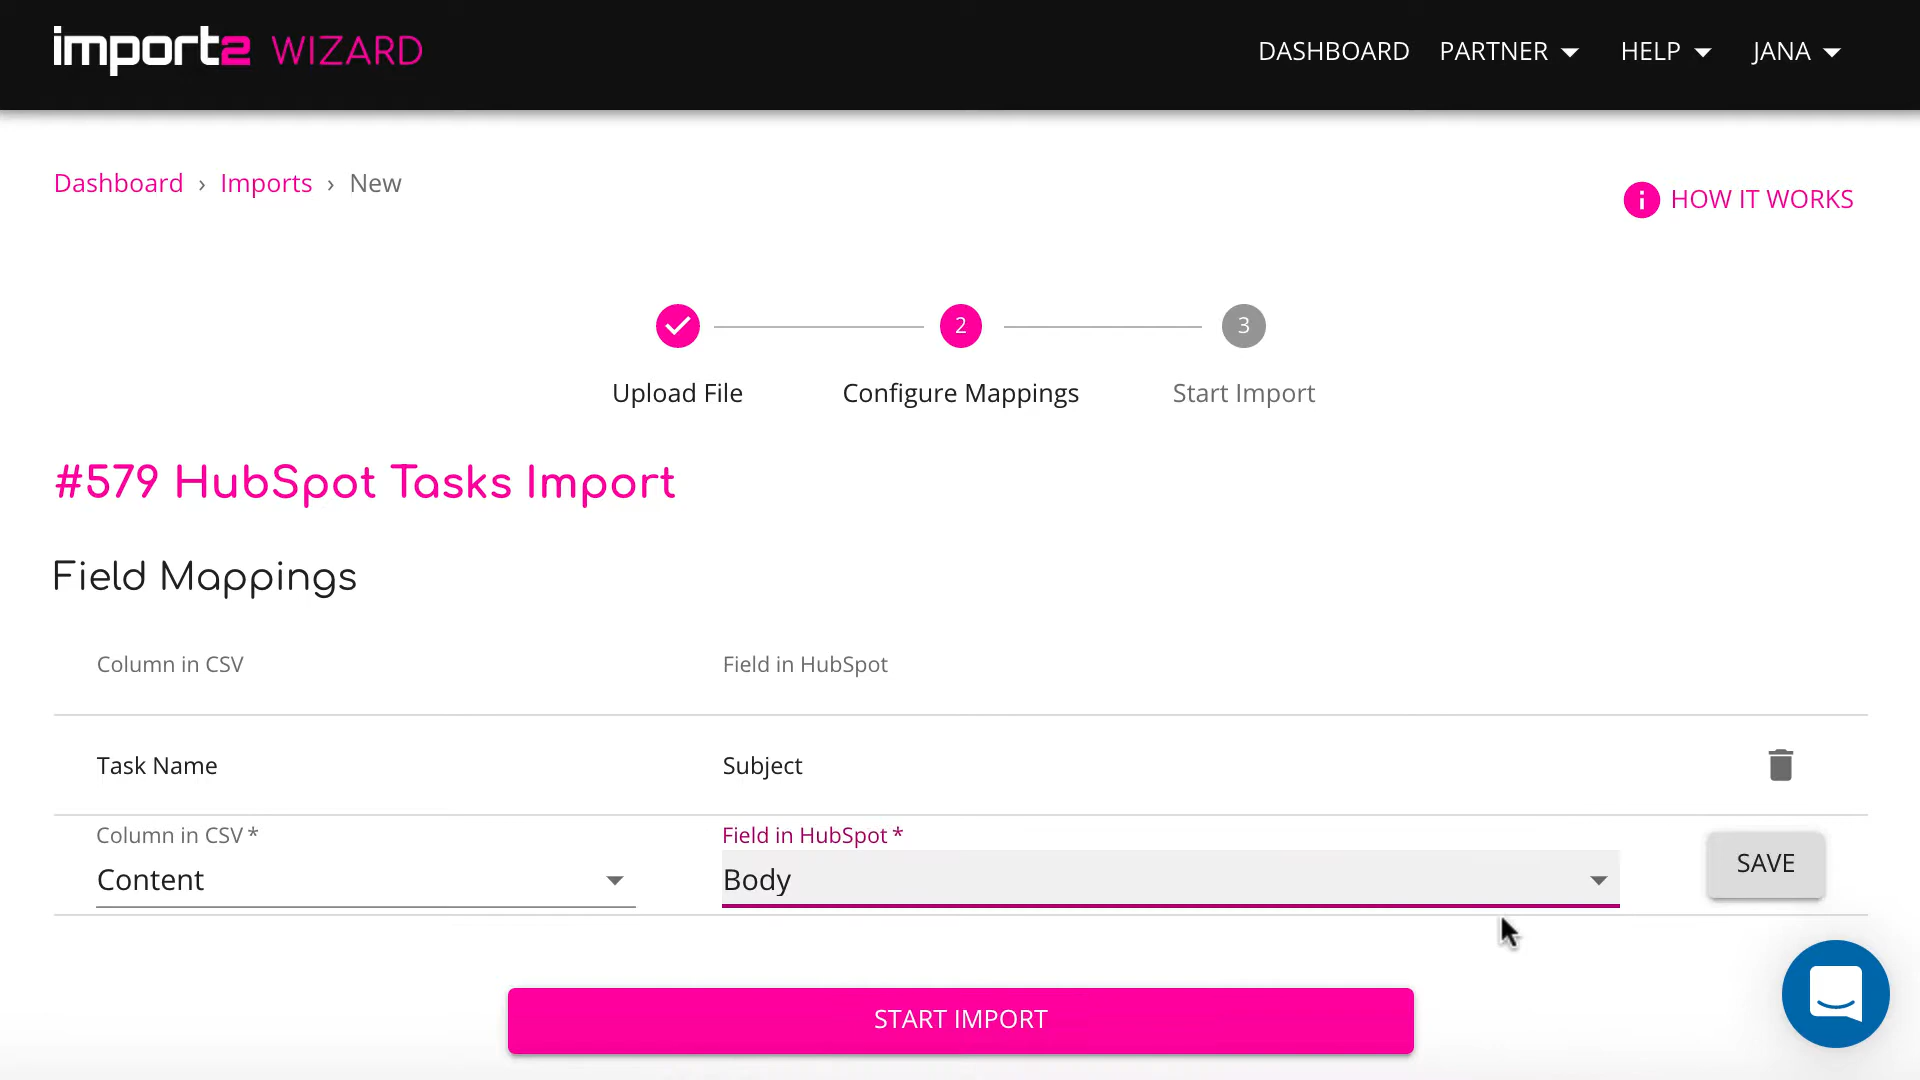 import2 WIZARD
DASHBOARD PARTNER HELP JANA
Dashboard › Imports › New
i HOW IT WORKS
2 3
Upload File Configure Mappings Start Import
#579 HubSpot Tasks Import
Field Mappings
Column in CSV Field in HubSpot
Task Name Subject
Column in CSV * Field in HubSpot *
Content Body SAVE
START IMPORT